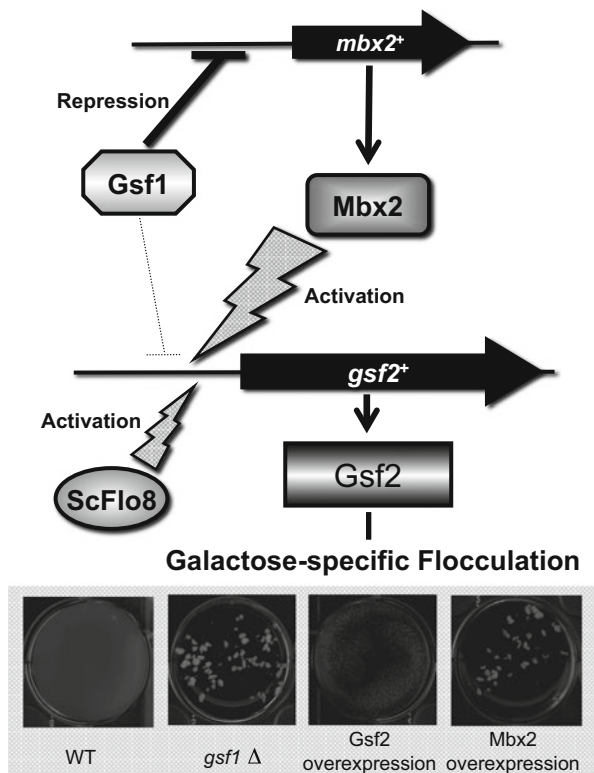 mbx2+
Repression
Gsf1
Mbx2
Activation
gsf2+
Activation
ScFlo8
Gsf2
Galactose-specific Flocculation
WT
gsf1 Δ
Gsf2
overexpression
Mbx2
overexpression